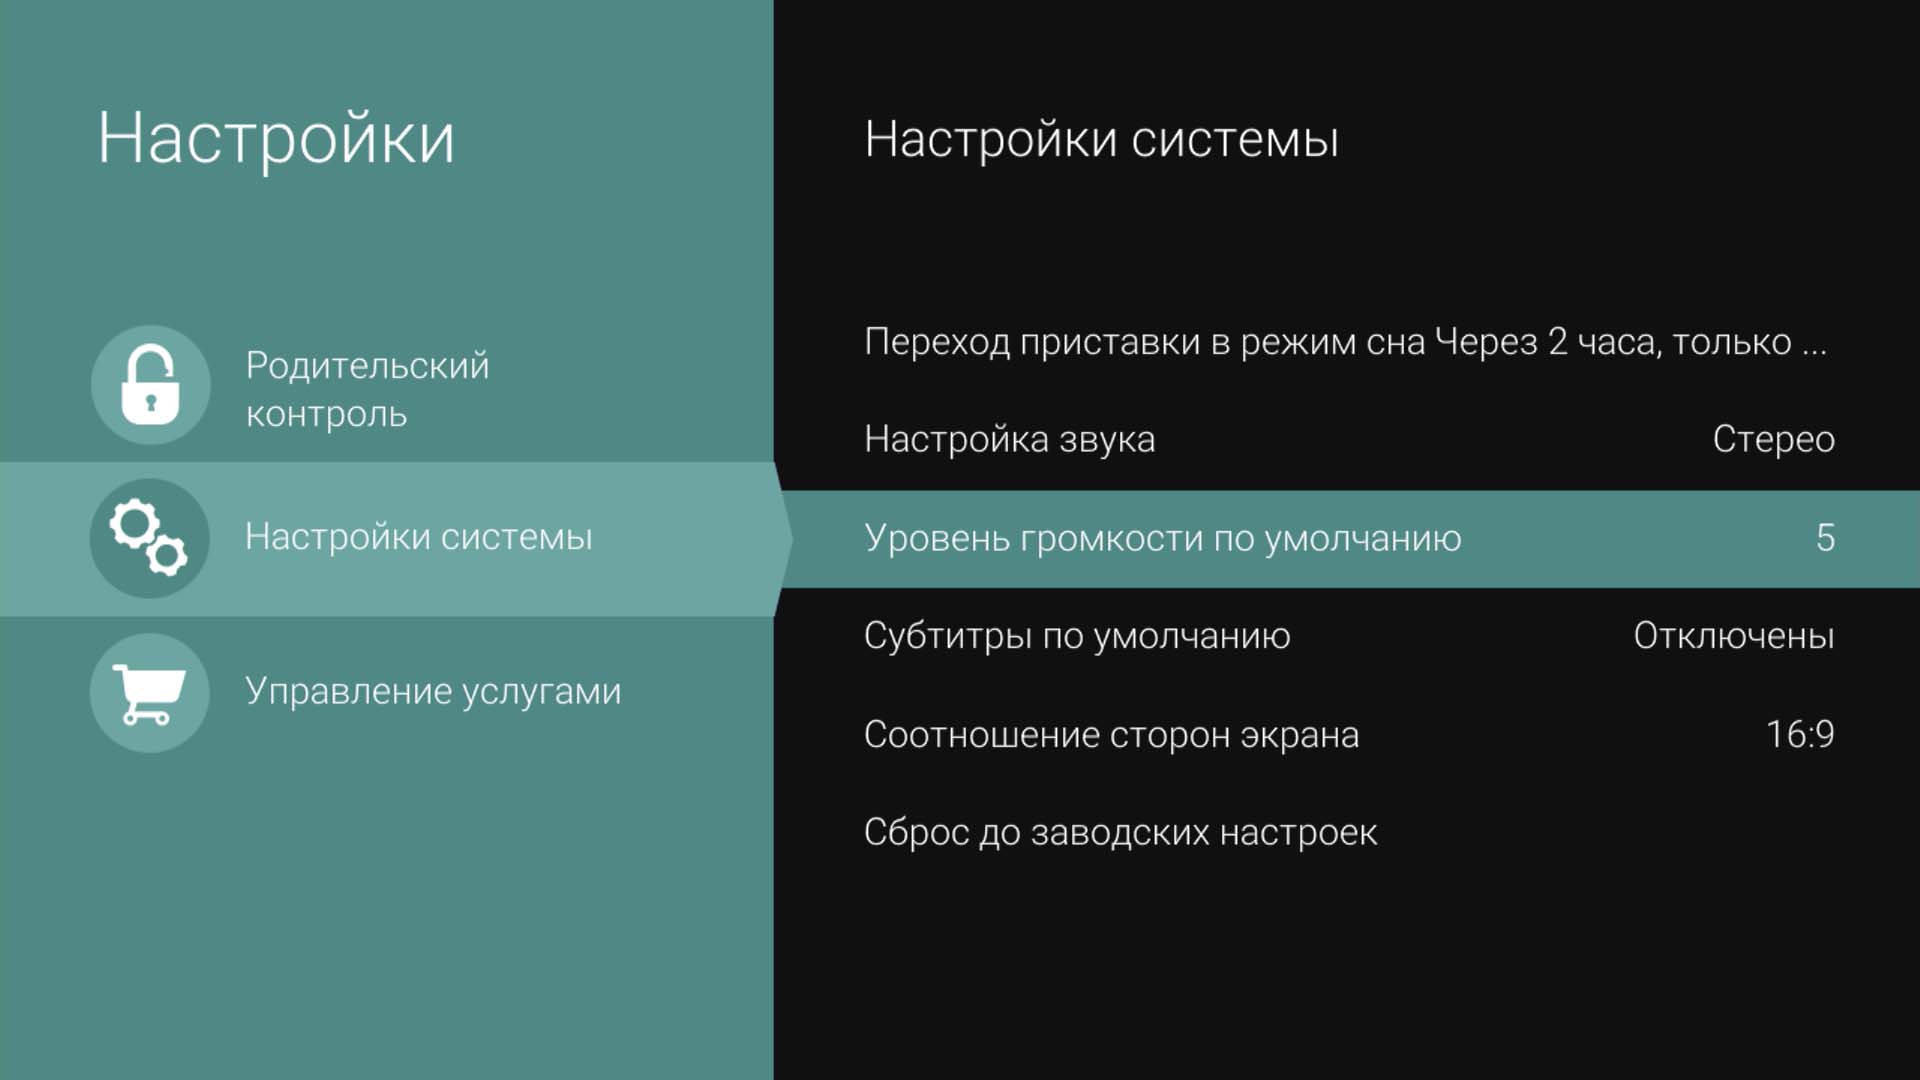 Настройки
Родительский
контроль
Настройки системы
Управление услугами
Настройки системы
Переход приставки в режим сна Через 2 часа, только ...
Настройка звука Стерео
Уровень громкости по умолчанию 5
Субтитры по умолчанию Отключены
Соотношение сторон экрана 16:9
Сброс до заводских настроек